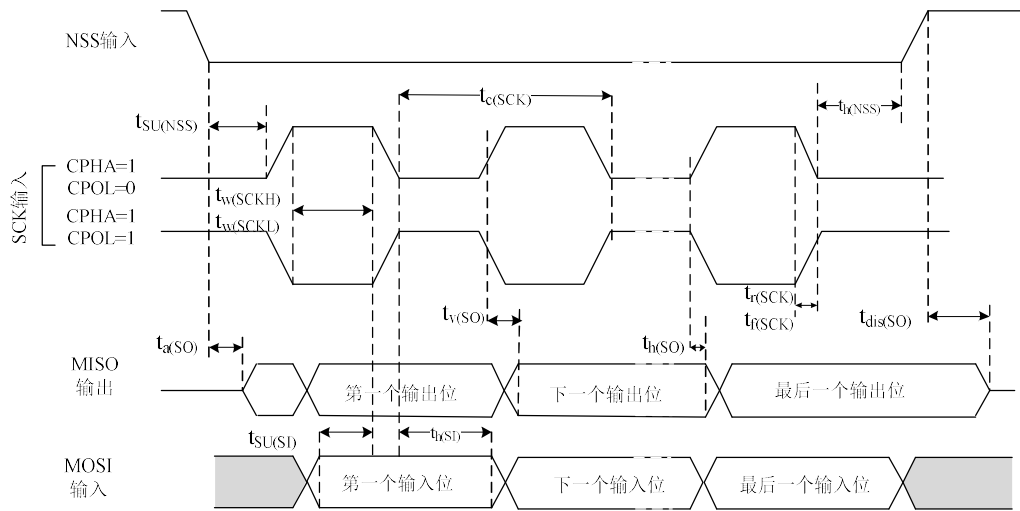 NSS输入
tc(SCK)
th(NSS)
tSU(NSS)
SCK输入
CPHA=1
CPOL=0
CPHA=1
CPOL=1
tw(SCKH)
tw(SCKL)
tr(SCK)
tf(SCK)
tv(SO)
th(SO)
tdis(SO)
ta(SO)
MISO
输出
第一个输出位
下一个输出位
最后一个输出位
tSU(SI)
th(SI)
MOSI
输入
第一个输入位
下一个输入位
最后一个输入位